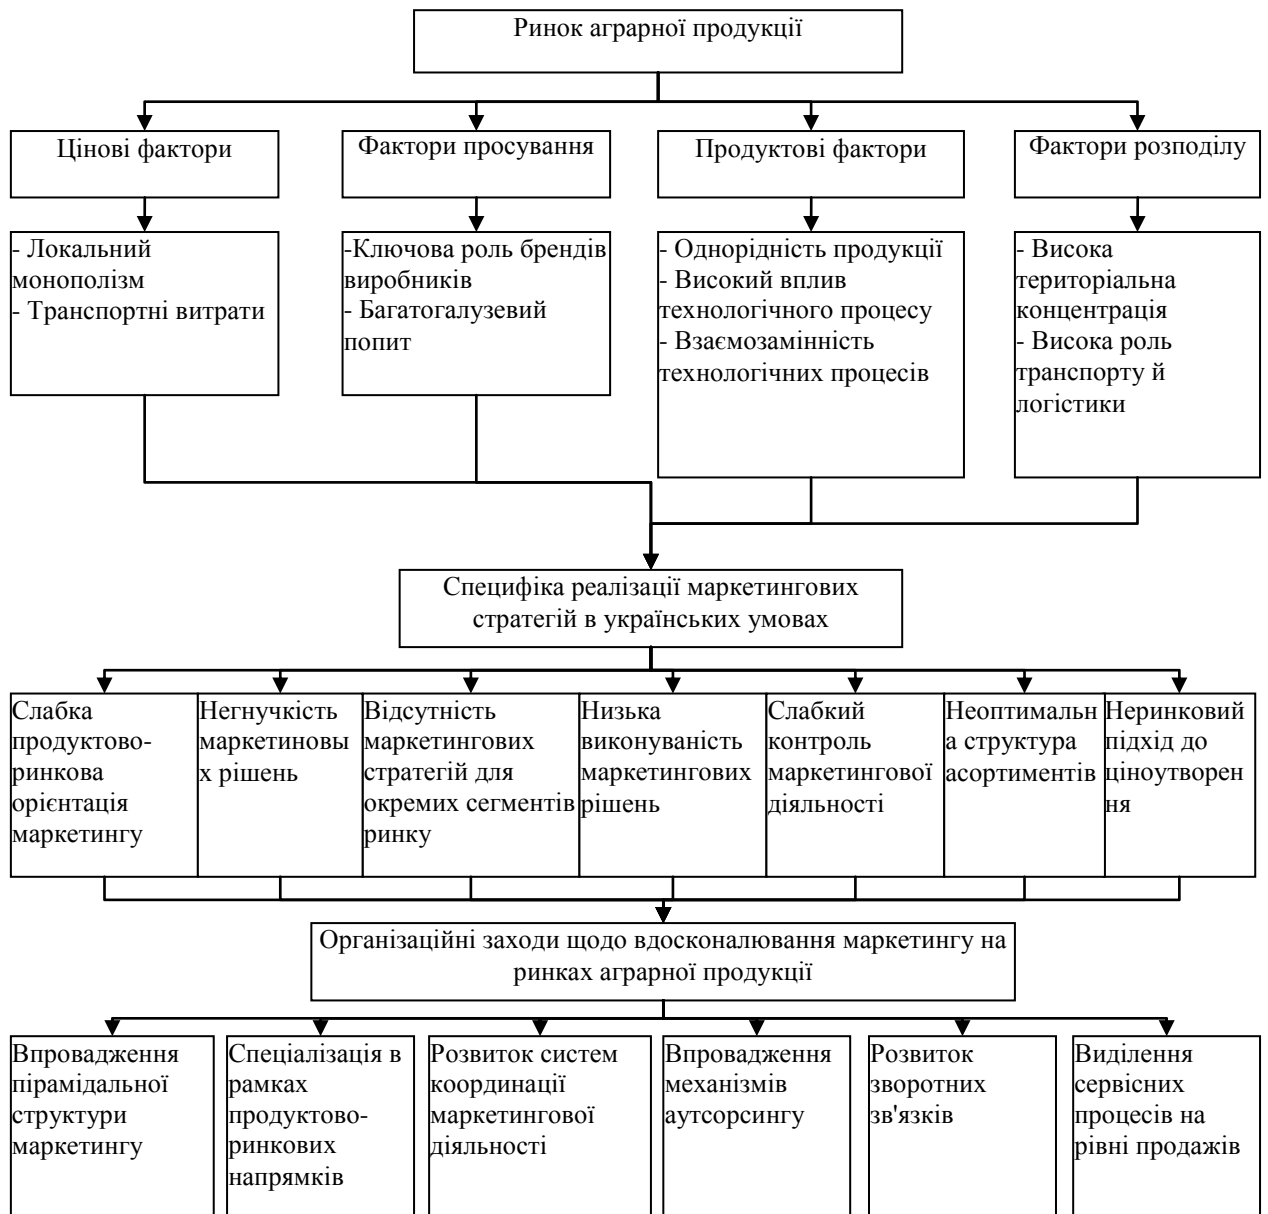 Ринок аграрної продукції
Цінові фактори
Фактори просування
Продуктові фактори
Фактори розподілу
- Локальний
монополізм
- Транспортні витрати
-Ключова роль брендів
виробників
- Багатогалузевий
попит
- Однорідність продукції
- Високий вплив
технологічного процесу
- Взаємозамінність
технологічних процесів
- Висока
територіальна
концентрація
- Висока роль
транспорту й
логістики
Специфіка реалізації маркетингових
стратегій в українських умовах
Слабка
продуктово-
ринкова
орієнтація
маркетингу
Негнучкість
маркетиновы
х рішень
Відсутність
маркетингових
стратегій для
окремих сегментів
ринку
Низька
виконуваність
маркетингових
рішень
Слабкий
контроль
маркетингової
діяльності
Неоптимальн
а структура
асортиментів
Неринковий
підхід до
ціноутворен
ня
Організаційні заходи щодо вдосконалювання маркетингу на
ринках аграрної продукції
Впровадження
пірамідальної
структури
маркетингу
Спеціалізація в
рамках
продуктово-
ринкових
напрямків
Розвиток систем
координації
маркетингової
діяльності
Впровадження
механізмів
аутсорсингу
Розвиток
зворотних
зв'язків
Виділення
сервісних
процесів на
рівні продажів